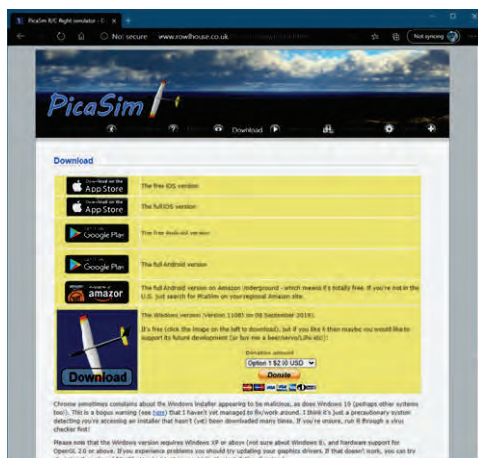 PicaSim R/C flight simulator
Not secure
www.rowlhouse.co.uk
Not syncing
PicaSim
Download
Download
Download on the
App Store
The free iOS version
Download on the
App Store
The full iOS version
Google Play
The free Android version
Google Play
The full Android version
amazon
The full Android version on Amazon Underground - which means it's totally free. If you're not in the
U.S. just search for PicaSim on your regional Amazon site.
The Windows version (Version 1108) on 08 September 2019).
It's free (click the image on the left to download), but if you like it then maybe you would like to
support its future development (or buy me a beer/servo/LiPo etc):
Donation amount
Option 1 $2.00 USD
Donate
VISA
Download
Chrome sometimes complains about the Windows installer appearing to be malicious, as does Windows 10 (perhaps other systems
too!). This is a bogus warning (see here) that I haven't yet managed to fix/work around. I think it's just a precautionary system
detecting you're accessing an installer that hasn't (yet) been downloaded many times. If you're unsure, run it through a virus
checker first!
Please note that the Windows version requires Windows XP or above (not sure about Windows 8), and hardware support for
OpenGL 2.0 or above. If you experience problems you should try updating your graphics drivers. If that doesn't work, you can try